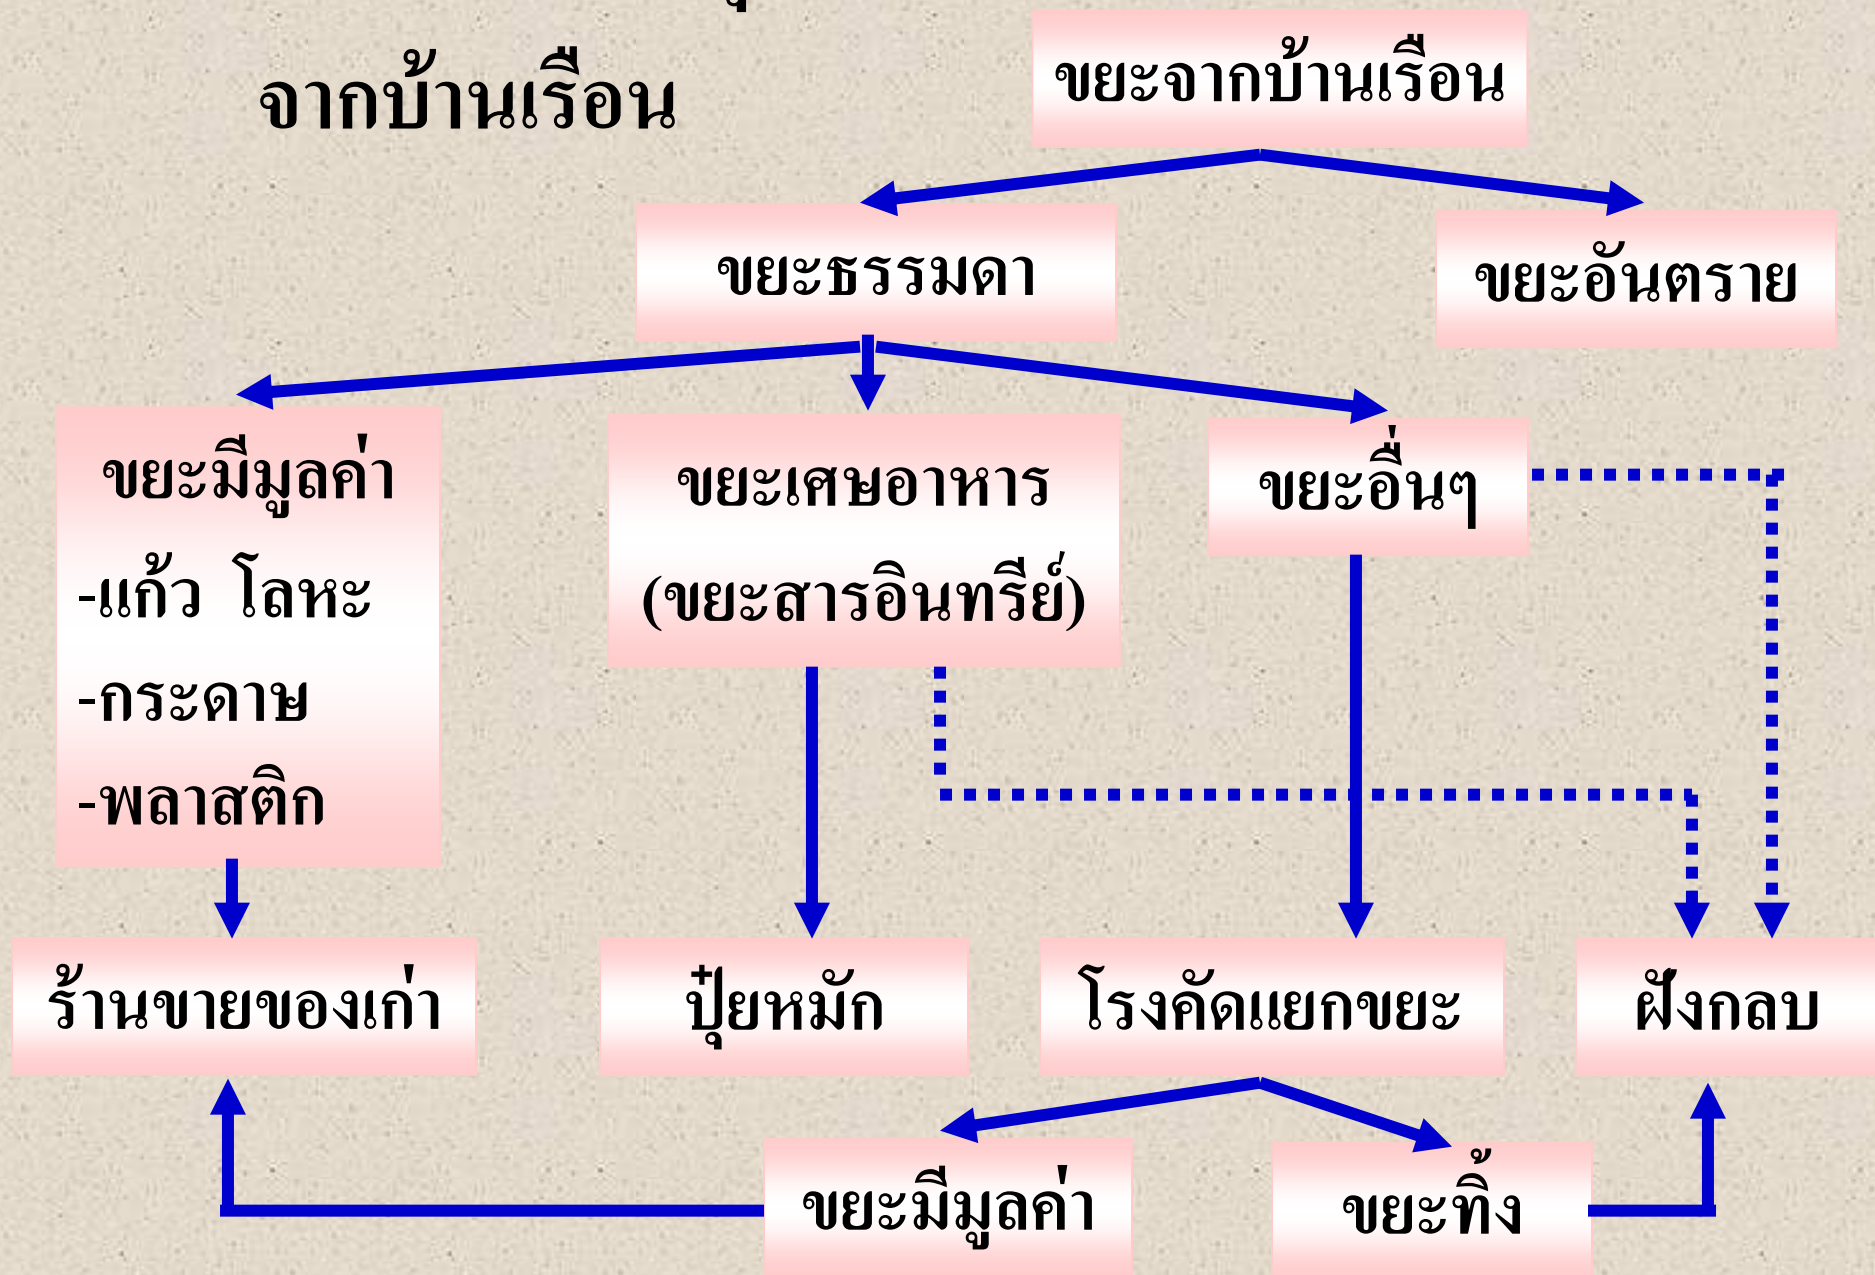 จากบ้านเรือน
ขยะจากบ้านเรือน
ขยะธรรมดา
ขยะอันตราย
ขยะมีมูลค่า
-แก้ว โลหะ
-กระดาษ
-พลาสติก
ขยะเศษอาหาร
(ขยะสารอินทรีย์)
ขยะอื่นๆ
ร้านขายของเก่า
ปุ๋ยหมัก
โรงคัดแยกขยะ
ฝังกลบ
ขยะมีมูลค่า
ขยะทิ้ง